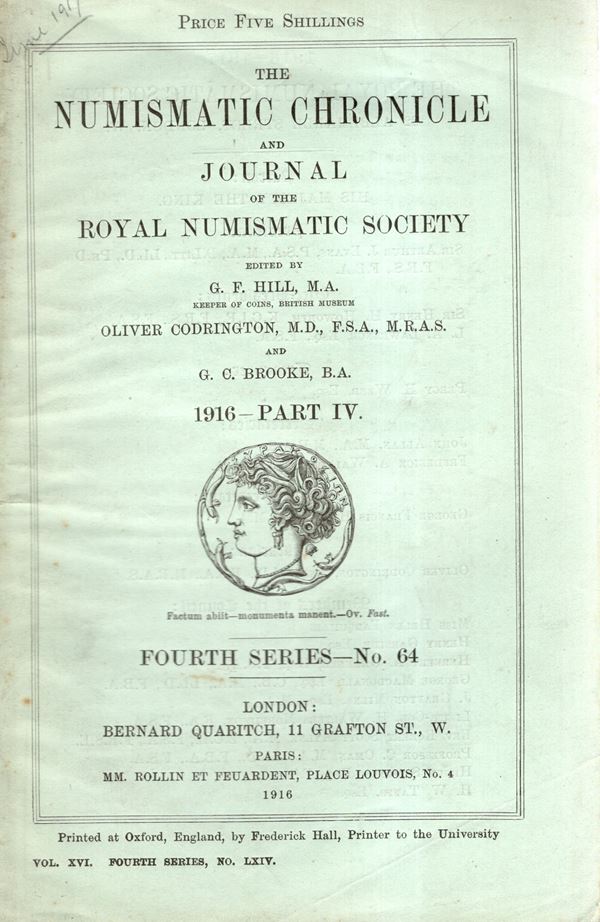 June
PRICE FIVE SHILLINGS
THE
NUMISMATIC CHRONICLE
AND
JOURNAL
OF THE
ROYAL NUMISMATIC SOCIETY
EDITED BY
G. F. HILL, M.A.
KEEPER OF COINS, BRITISH MUSEUM
OLIVER CODRINGTON, M.D., F.S.A., M.R.A.S.
AND
G. C. BROOKE, B.A.
1916—PART IV.
Factum abiit—monumenta manent.—Ov. Fast.
FOURTH SERIES—No. 64
LONDON:
BERNARD QUARITCH, 11 GRAFTON ST., W.
PARIS:
MM. ROLLIN ET FEUARDENT, PLACE LOUVOIS, No. 4
1916
Printed at Oxford, England, by Frederick Hall, Printer to the University
VOL. XVI. FOURTH SERIES, NO. LXIV.